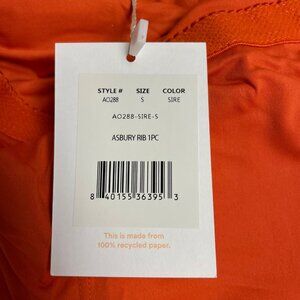 STYLE # SIZE COLOR
AO288 S SIRE
AO288-SIRE-S
ASBURY RIB 1PC
8 40155 36395 3
This is made from
100% recycled paper.